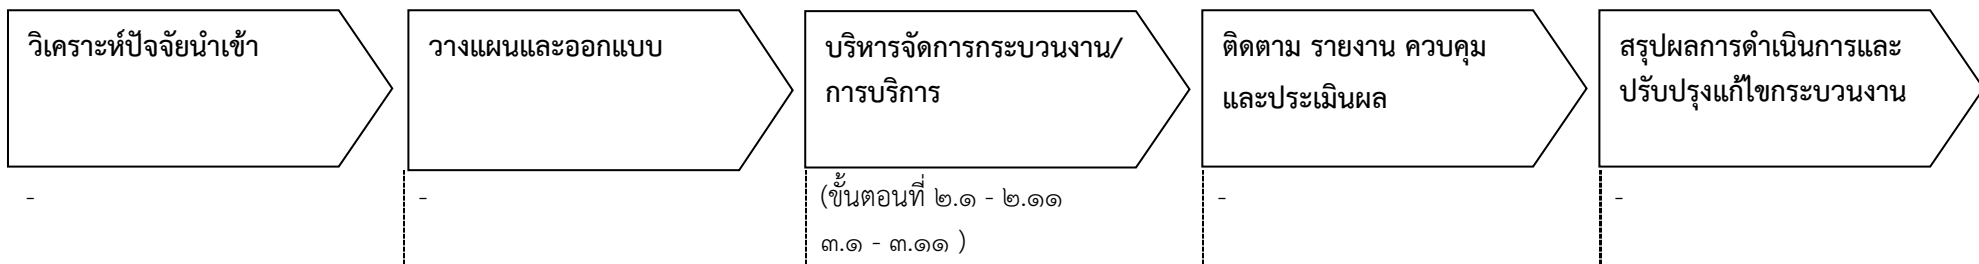 วิเคราะห์ปัจจัยนำเข้า
วางแผนและออกแบบ
บริหารจัดการกระบวนงาน/
การบริการ
ติดตาม รายงาน ควบคุม
และประเมินผล
สรุปผลการดำเนินการและ
ปรับปรุงแก้ไขกระบวนงาน
-
-
(ขั้นตอนที่ ๒.๑ - ๒.๑๑
๓.๑ - ๓.๑๑ )
-
-